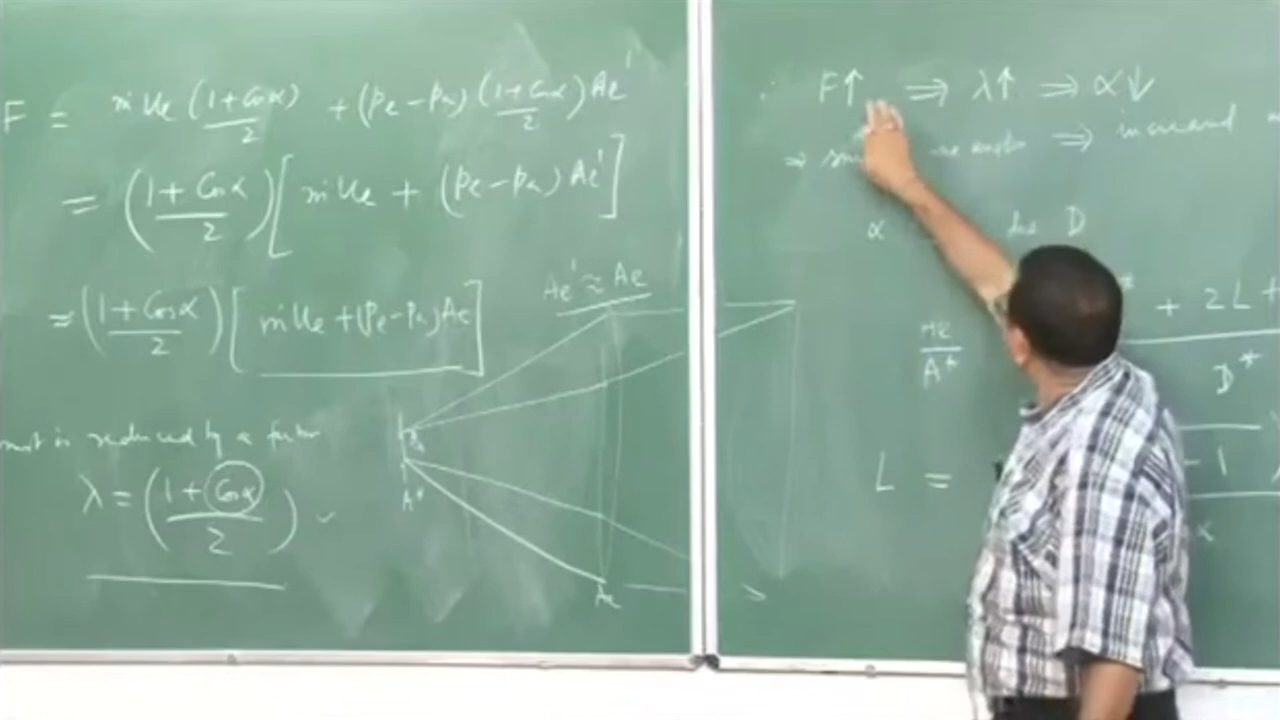 F = ṁ Ue (1 + Cos α)/2 + (Pe − Pa) (1 + Cos α)/2 Ae'
= (1 + Cos α)/2 [ṁ Ue + (Pe − Pa) Ae']
≈ (1 + Cos α)/2 [ṁ Ue + (Pe − Pa) Ae]
Ae' ≈ Ae
is reduced by a factor
λ = (1 + Cos α)/2
A*
Ae
∴ F↑ ⇒ λ↑ ⇒ α↓
⇒ ⇒
α D
Ae/A*
+ 2L +
D*
L = − 1
α